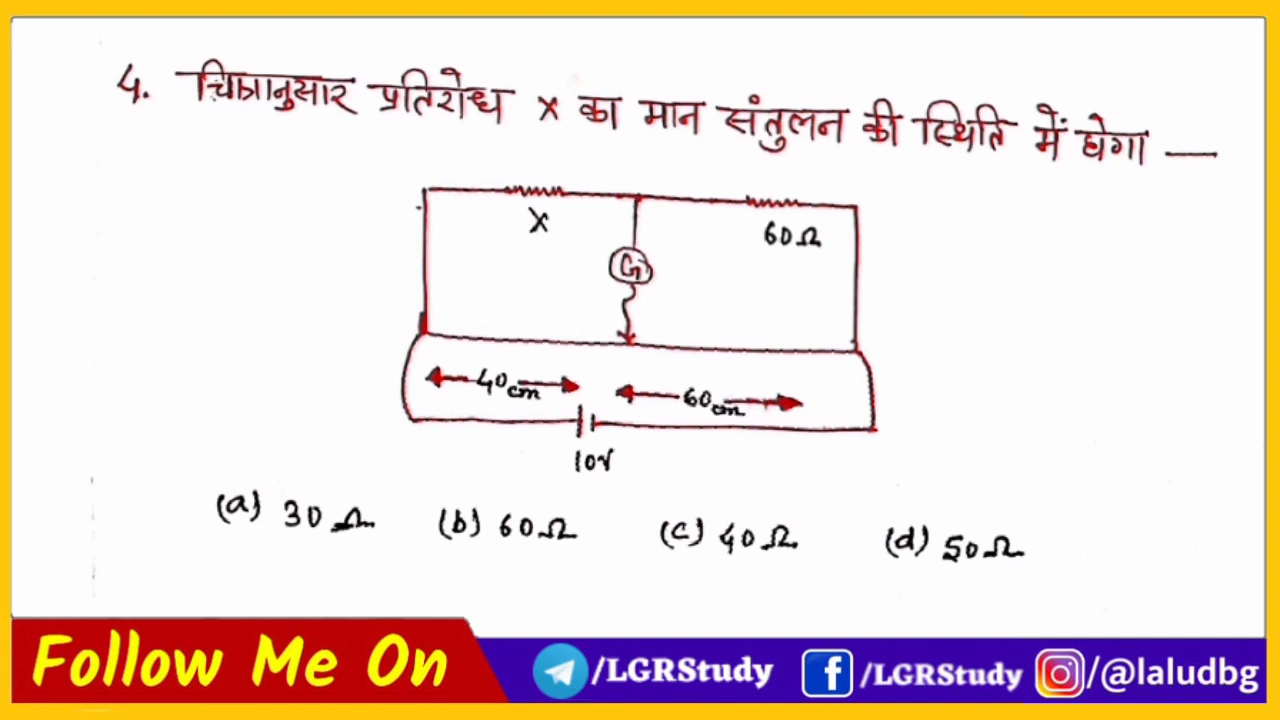 4. चित्रानुसार प्रतिरोध x का मान संतुलन की स्थिति में होगा —
X
60Ω
G
40cm
60cm
10V
(a) 30Ω (b) 60Ω (c) 40Ω (d) 50Ω
Follow Me On /LGRStudy f /LGRStudy /@laludbg